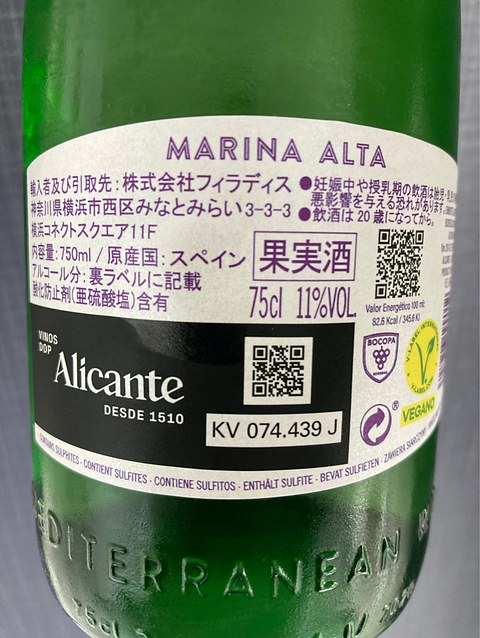 MARINA ALTA
輸入者及び引取先：株式会社フィラディス
神奈川県横浜市西区みなとみらい3-3-3
横浜コネクトスクエア11F
内容量：750ml / 原産国：スペイン
アルコール分：裏ラベルに記載
酸化防止剤(亜硫酸塩)含有
●妊娠中や授乳期の飲酒は胎児・
悪影響を与える恐れがあります
●飲酒は20歳になってから。
果実酒
75cl 11%VOL
Valor Energético 100 ml:
82.6 Kcal / 345.6 KJ
VINOS
DOP
Alicante
DESDE 1510
KV 074.439 J
BOCOPA
V-LABEL
VEGANO
CONTAINS SULPHITES - CONTIENT SULFITES - CONTIENE SULFITOS - ENTHÄLT SULFITE - BEVAT SULFIETEN - ZAWIERA SIARCZYNY
MEDITERRANEAN
75cl